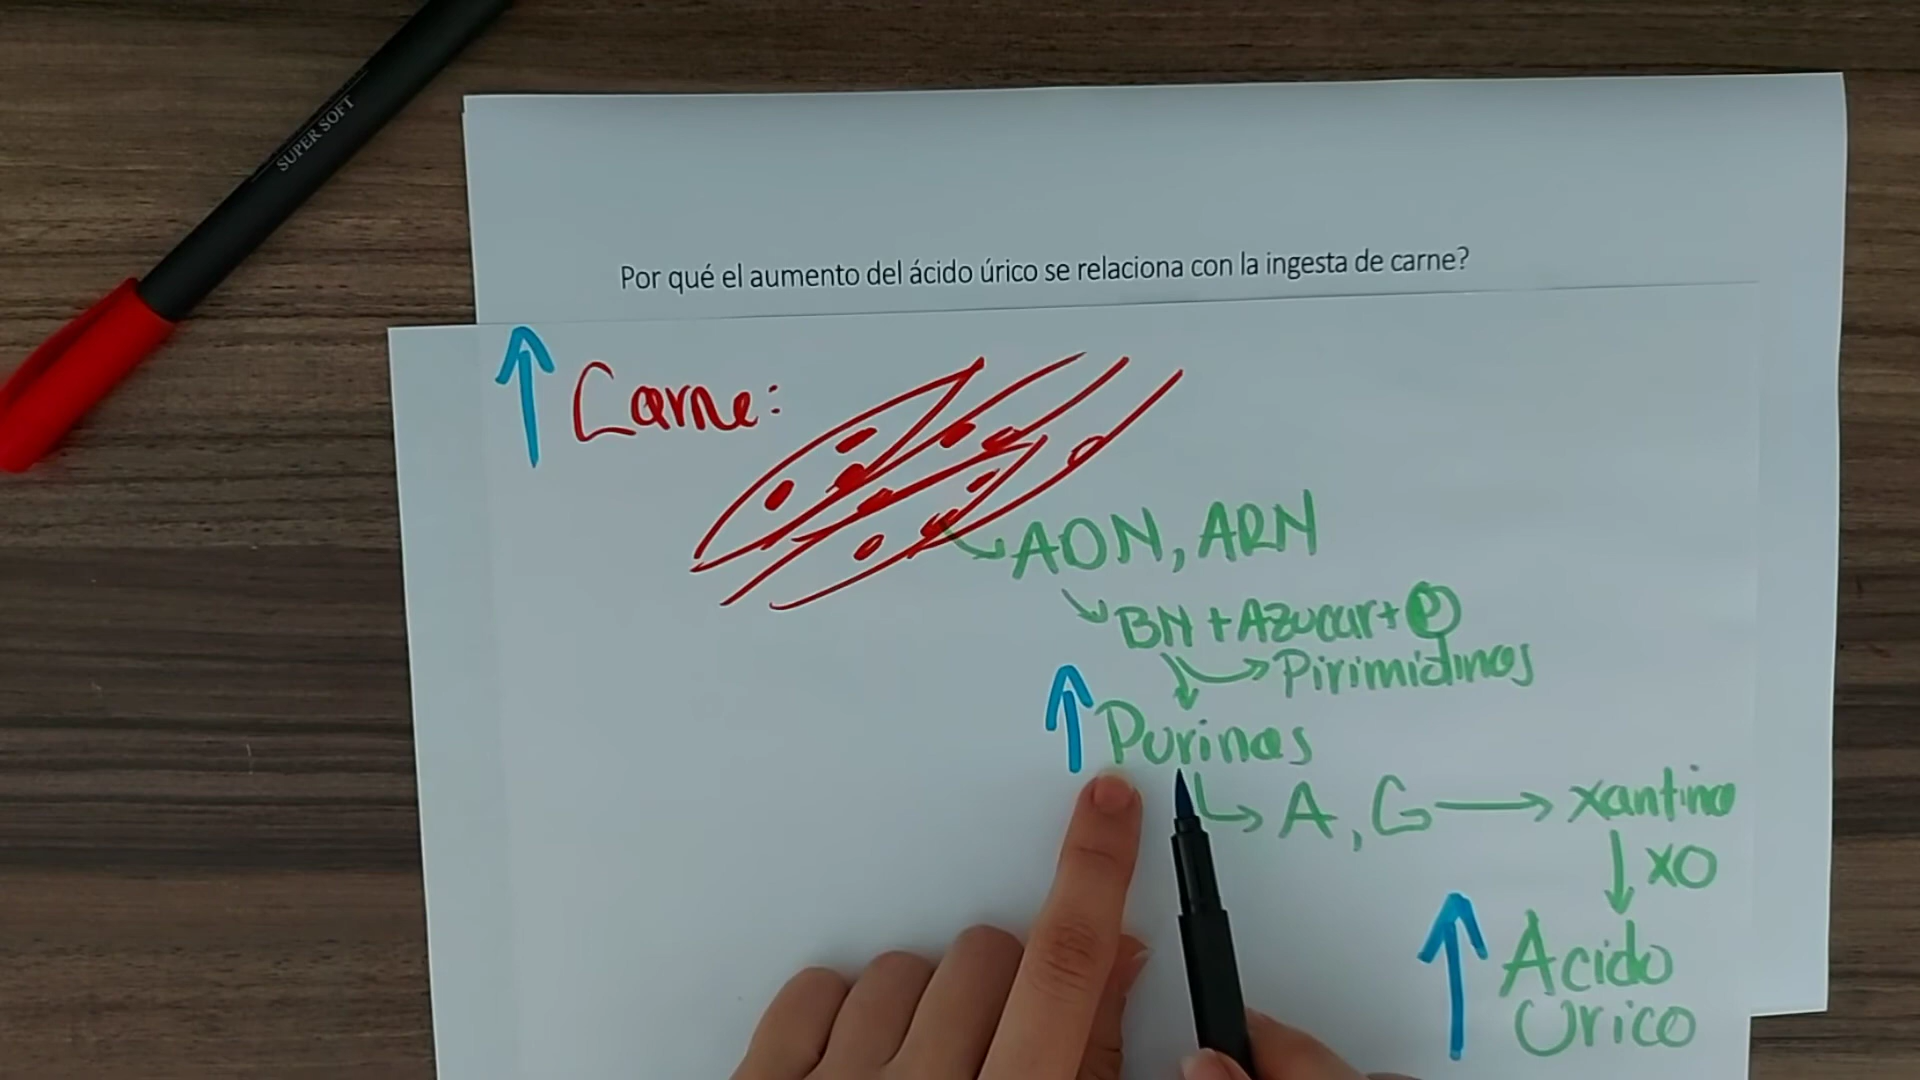 SUPER SOFT
Por qué el aumento del ácido úrico se relaciona con la ingesta de carne?
Carne:
ADN, ARN
BN + Azucar + P
Pirimidinas
Purinas
A, G → xantina
XO
Acido
Urico